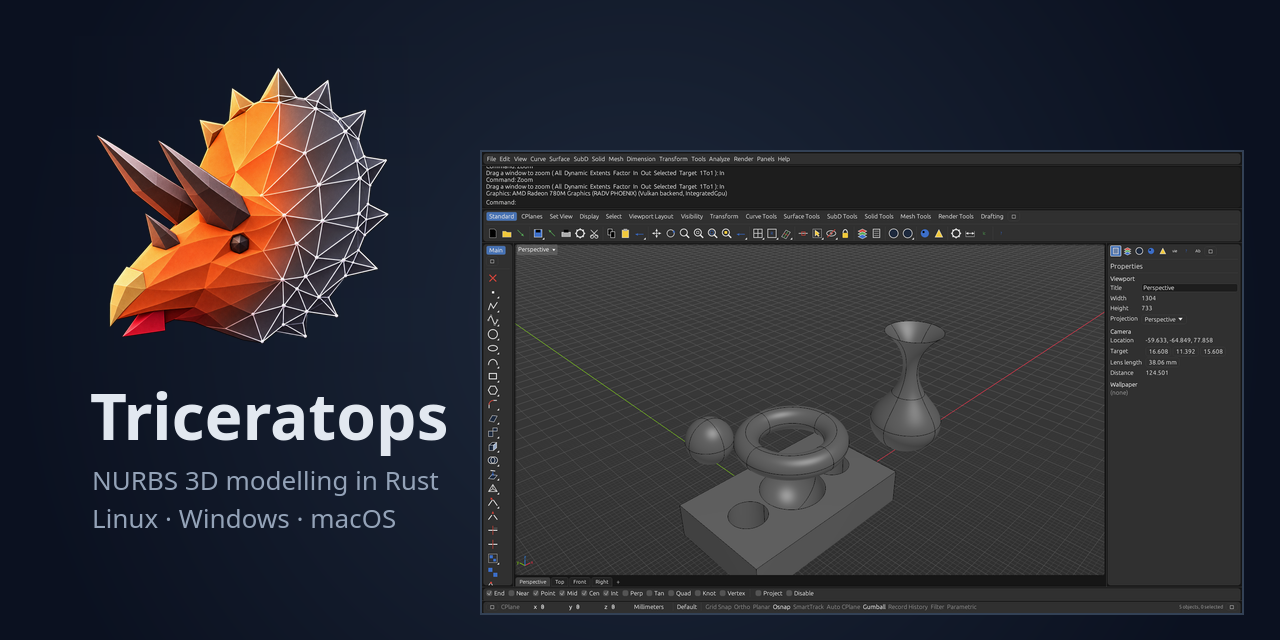 Triceratops
NURBS 3D modelling in Rust
Linux · Windows · macOS
File Edit View Curve Surface SubD Solid Mesh Dimension Transform Tools Analyze Render Panels Help
Command: Zoom
Drag a window to zoom ( All Dynamic Extents Factor In Out Selected Target 1To1 ): In
Command: Zoom
Drag a window to zoom ( All Dynamic Extents Factor In Out Selected Target 1To1 ): In
Graphics: AMD Radeon 780M Graphics (RADV PHOENIX) (Vulkan backend, IntegratedGpu)
Command:
Standard CPlanes Set View Display Select Viewport Layout Visibility Transform Curve Tools Surface Tools SubD Tools Solid Tools Mesh Tools Render Tools Drafting
Main
Perspective
Properties
Viewport
Title Perspective
Width 1304
Height 733
Projection Perspective
Camera
Location -59.633, -64.849, 77.858
Target 16.608 11.392 15.608
Lens length 38.06 mm
Distance 124.501
Wallpaper
(none)
Perspective Top Front Right +
End Near Point Mid Cen Int Perp Tan Quad Knot Vertex Project Disable
CPlane x 0 y 0 z 0 Millimeters Default Grid Snap Ortho Planar Osnap SmartTrack Auto CPlane Gumball Record History Filter Parametric 5 objects, 0 selected